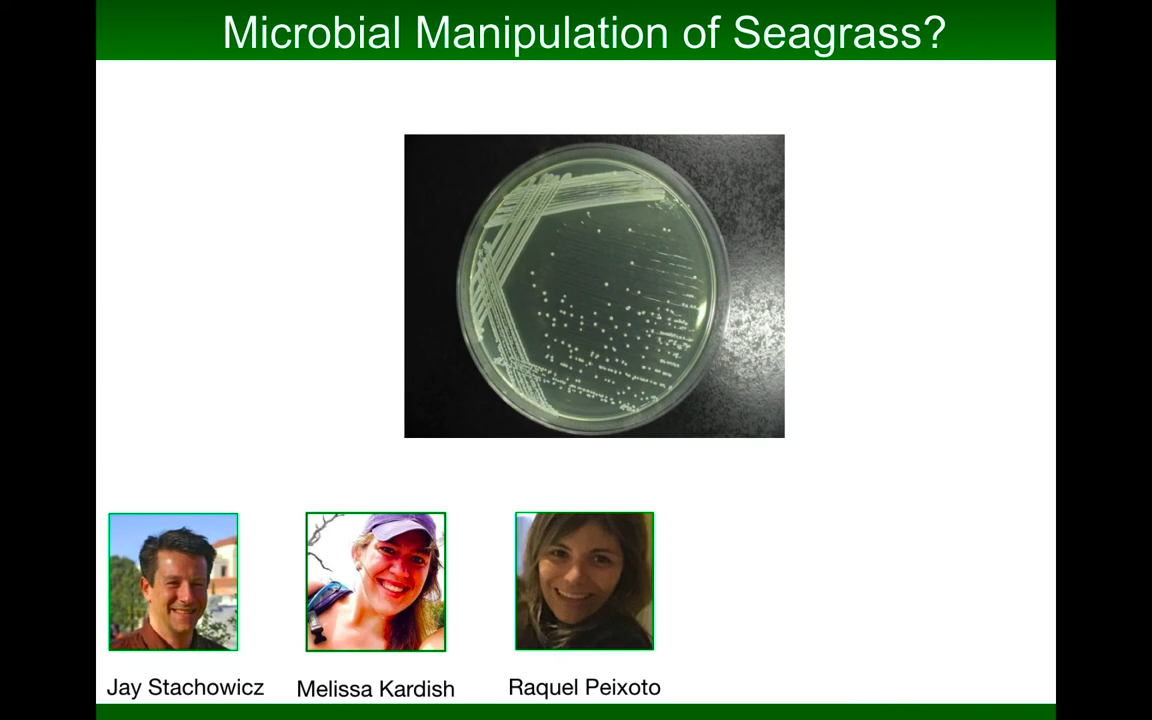 Microbial Manipulation of Seagrass?
Jay Stachowicz
Melissa Kardish
Raquel Peixoto